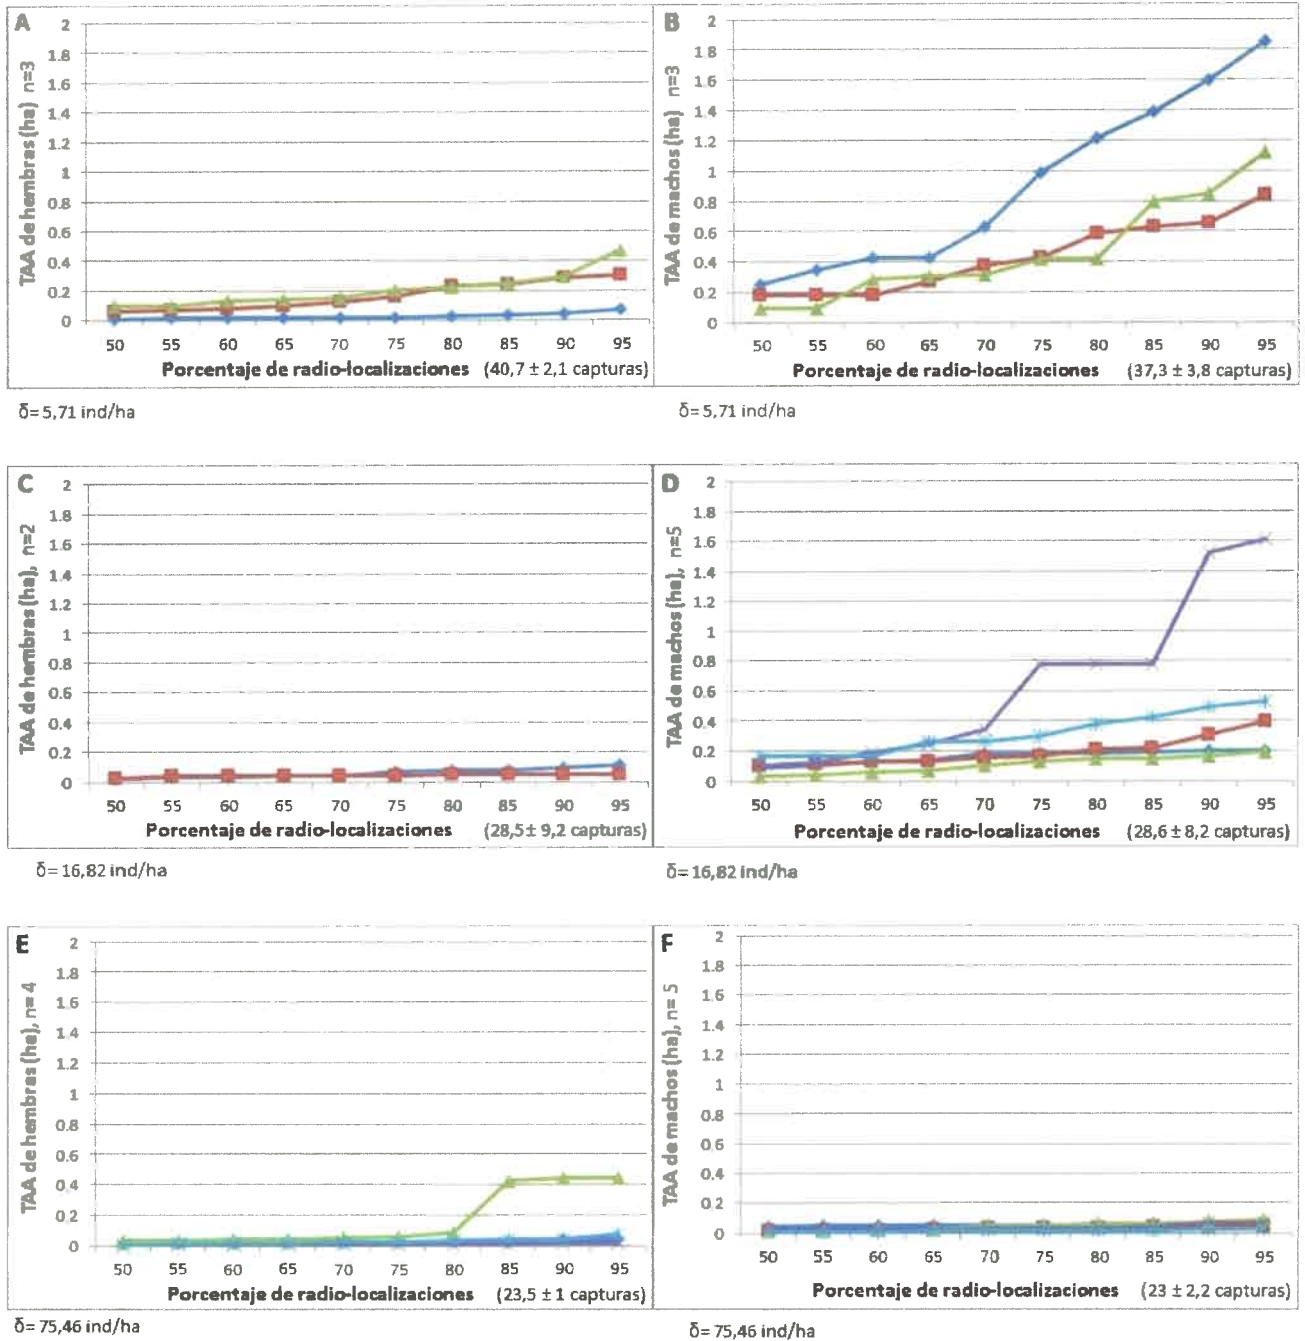 A
TAA de hembras (ha) n=3
2
1.8
1.6
1.4
1.2
1
0.8
0.6
0.4
0.2
0
50 55 60 65 70 75 80 85 90 95
Porcentaje de radio-localizaciones (40,7 ± 2,1 capturas)
δ= 5,71 ind/ha
B
TAA de machos (ha) n=3
2
1.8
1.6
1.4
1.2
1
0.8
0.6
0.4
0.2
0
50 55 60 65 70 75 80 85 90 95
Porcentaje de radio-localizaciones (37,3 ± 3,8 capturas)
δ= 5,71 ind/ha
C
TAA de hembras (ha), n=2
2
1.8
1.6
1.4
1.2
1
0.8
0.6
0.4
0.2
0
50 55 60 65 70 75 80 85 90 95
Porcentaje de radio-localizaciones (28,5± 9,2 capturas)
δ= 16,82 ind/ha
D
TAA de machos (ha), n=5
2
1.8
1.6
1.4
1.2
1
0.8
0.6
0.4
0.2
0
50 55 60 65 70 75 80 85 90 95
Porcentaje de radio-localizaciones (28,6 ± 8,2 capturas)
δ= 16,82 ind/ha
E
TAA de hembras (ha), n= 4
2
1.8
1.6
1.4
1.2
1
0.8
0.6
0.4
0.2
0
50 55 60 65 70 75 80 85 90 95
Porcentaje de radio-localizaciones (23,5 ± 1 capturas)
δ= 75,46 ind/ha
F
TAA de machos (ha), n= 5
2
1.8
1.6
1.4
1.2
1
0.8
0.6
0.4
0.2
0
50 55 60 65 70 75 80 85 90 95
Porcentaje de radio-localizaciones (23 ± 2,2 capturas)
δ= 75,46 ind/ha